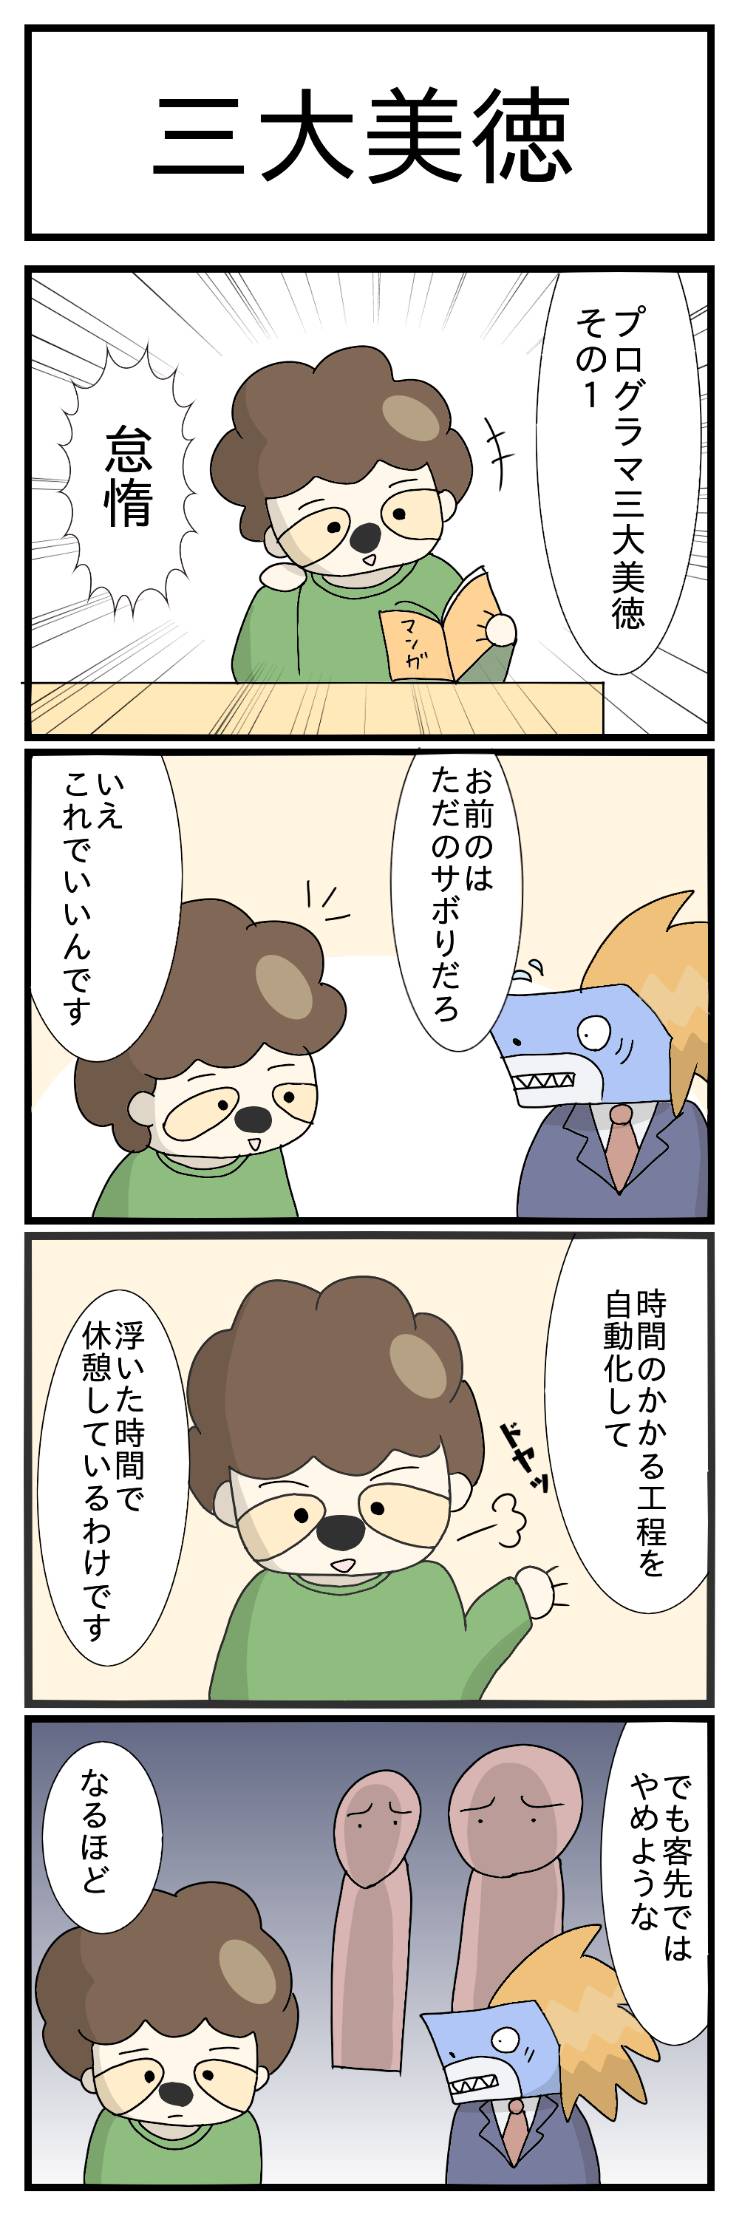 三大美徳
プログラマ三大美徳
その1
怠惰
マンガ
お前のは
ただのサボりだろ
いえ
これでいいんです
時間のかかる工程を
自動化して
ドヤッ
浮いた時間で
休憩しているわけです
でも客先では
やめような
なるほど